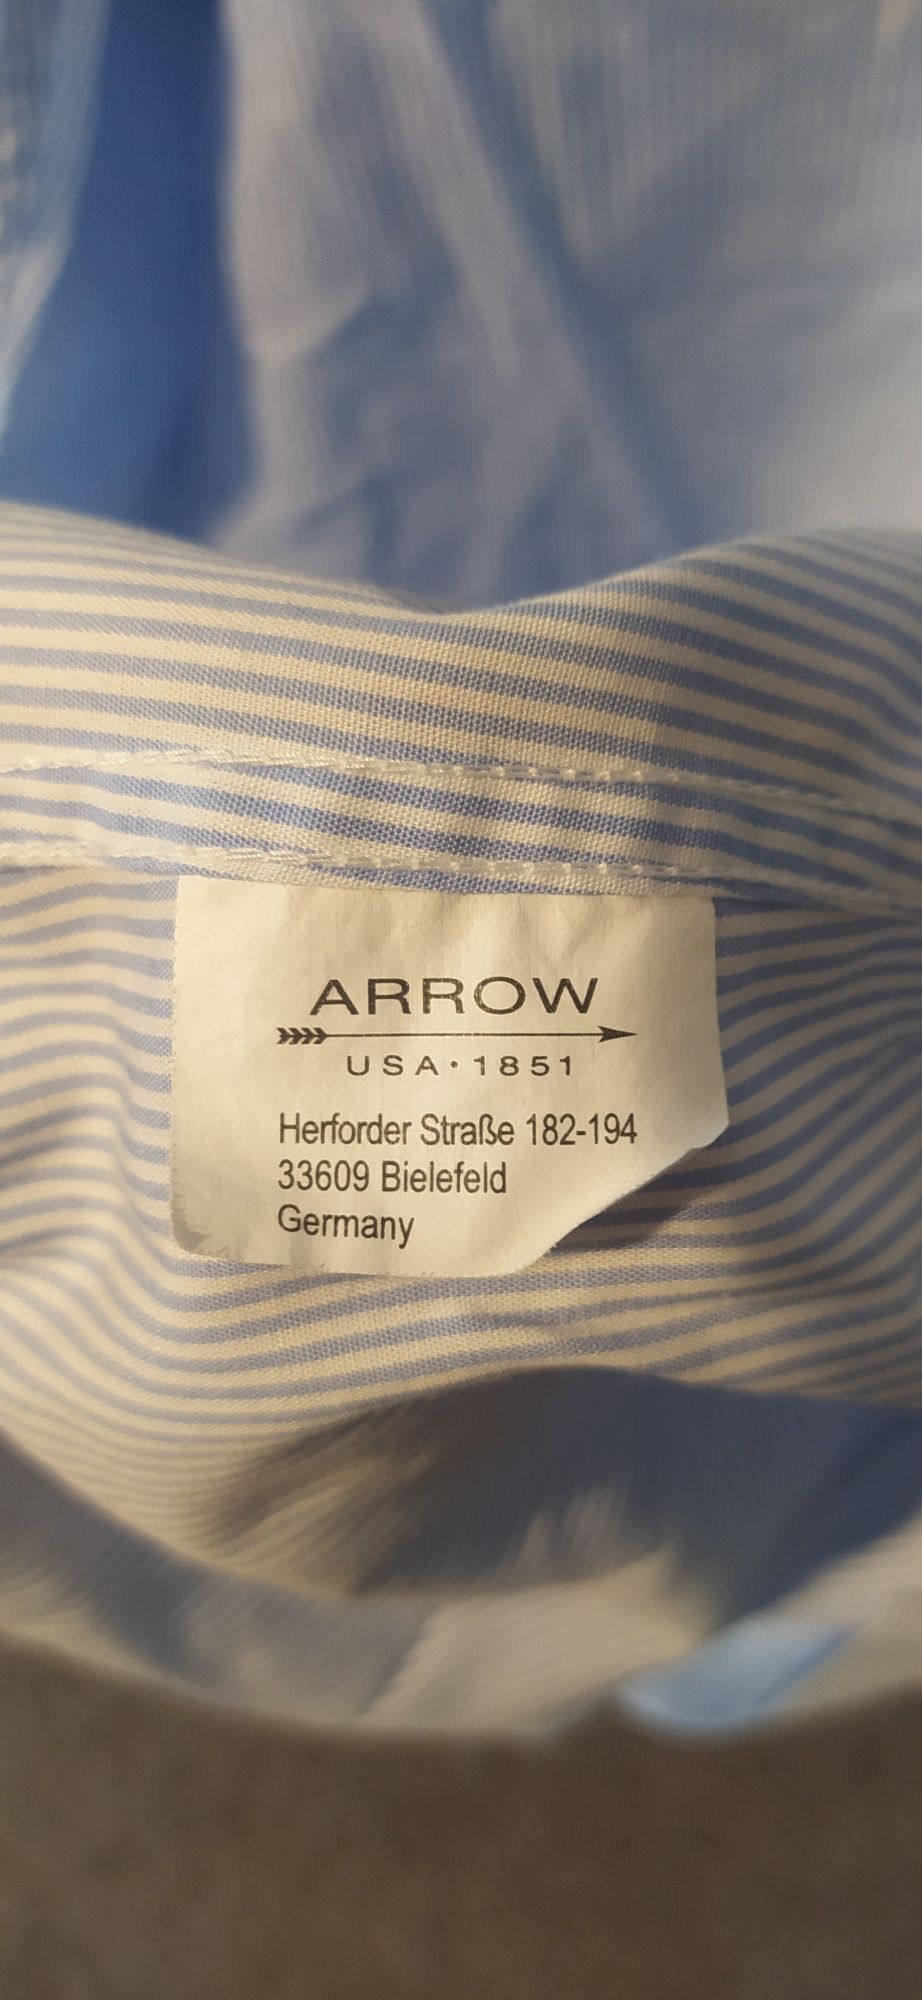 ARROW
USA·1851
Herforder Straße 182-194
33609 Bielefeld
Germany